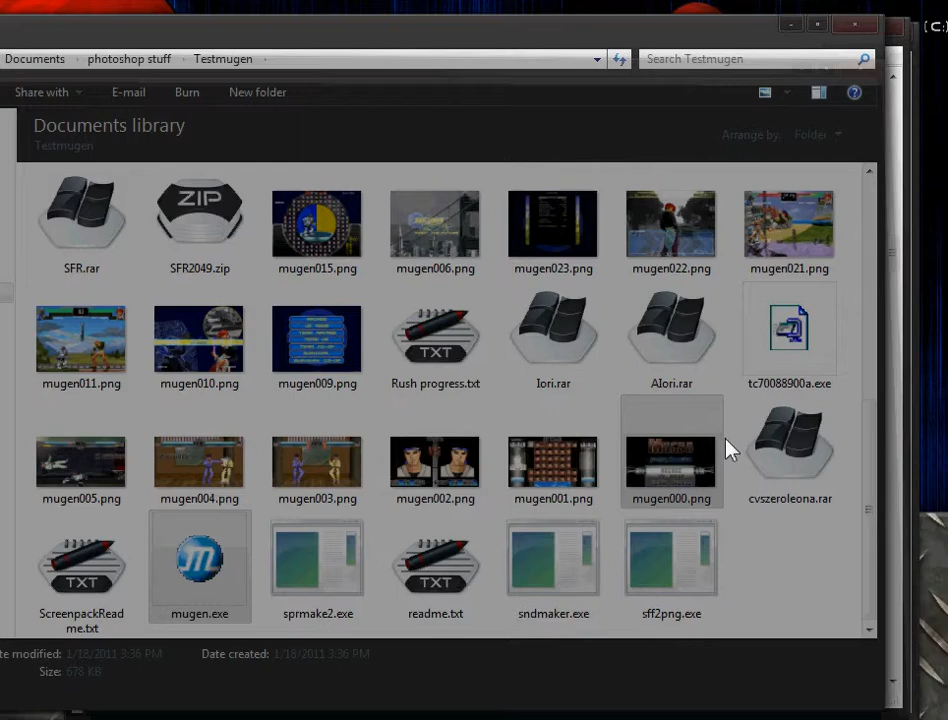 (C:)
Documents photoshop stuff Testmugen Search Testmugen
Share with E-mail Burn New folder
Documents library
Testmugen Arrange by: Folder
ZIP
SFR.rar SFR2049.zip mugen015.png mugen006.png mugen023.png mugen022.png mugen021.png
TXT
mugen011.png mugen010.png mugen009.png Rush progress.txt Iori.rar AIori.rar tc70088900a.exe
mugen005.png mugen004.png mugen003.png mugen002.png mugen001.png mugen000.png cvszeroleona.rar
TXT M TXT
ScreenpackRead mugen.exe sprmake2.exe readme.txt sndmaker.exe sff2png.exe
me.txt
te modified: 1/18/2011 3:36 PM Date created: 1/18/2011 3:36 PM
Size: 678 KB